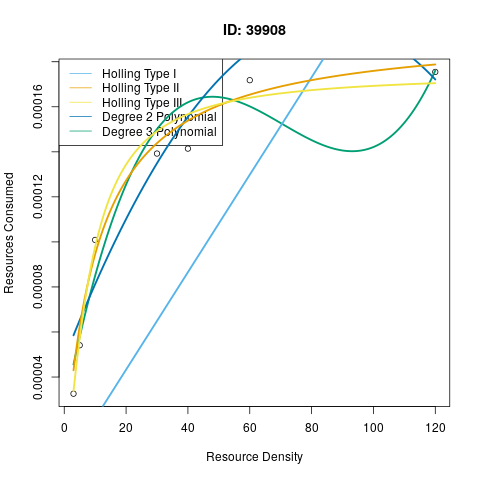 ID: 39908
Holling Type I
Holling Type II
Holling Type III
Degree 2 Polynomial
Degree 3 Polynomial
Resources Consumed
0.00004
0.00008
0.00012
0.00016
0 20 40 60 80 100 120
Resource Density